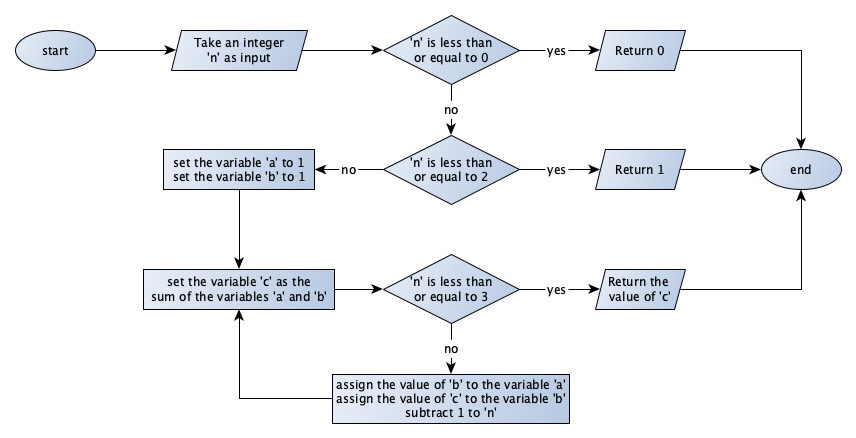 start
Take an integer
'n' as input
'n' is less than
or equal to 0
yes
Return 0
no
set the variable 'a' to 1
set the variable 'b' to 1
no
'n' is less than
or equal to 2
yes
Return 1
end
set the variable 'c' as the
sum of the variables 'a' and 'b'
'n' is less than
or equal to 3
yes
Return the
value of 'c'
no
assign the value of 'b' to the variable 'a'
assign the value of 'c' to the variable 'b'
subtract 1 to 'n'